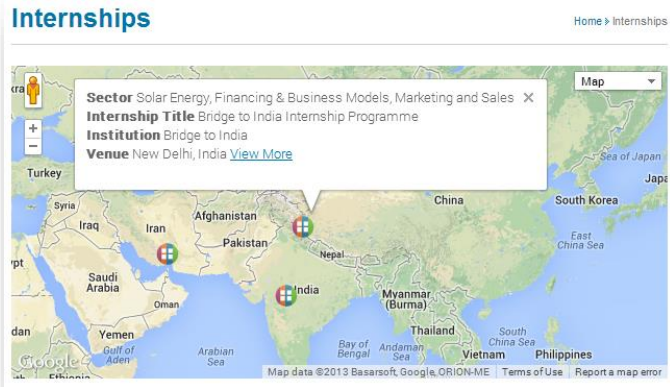 Internships
Home Internships
Map
Sector Solar Energy, Financing & Business Models, Marketing and Sales
Internship Title Bridge to India Internship Programme
Institution Bridge to India
Venue New Delhi, India View More
Sea of Japan
Turkey
Japa
Syria
China
South Korea
Afghanistan
Iraq
Iran
East
China Sea
Pakistan
Nepal
ypt
Saudi
Arabia
India
Oman
Myanmar
(Burma)
dan
Yemen
Thailand
South
China Sea
Gulf of
Aden
Arabian
Sea
Bay of
Bengal
Andaman
Sea
Vietnam
Philippines
Google
Ethiopia
Map data ©2013 Basarsoft, Google, ORION-ME
Terms of Use
Report a map error